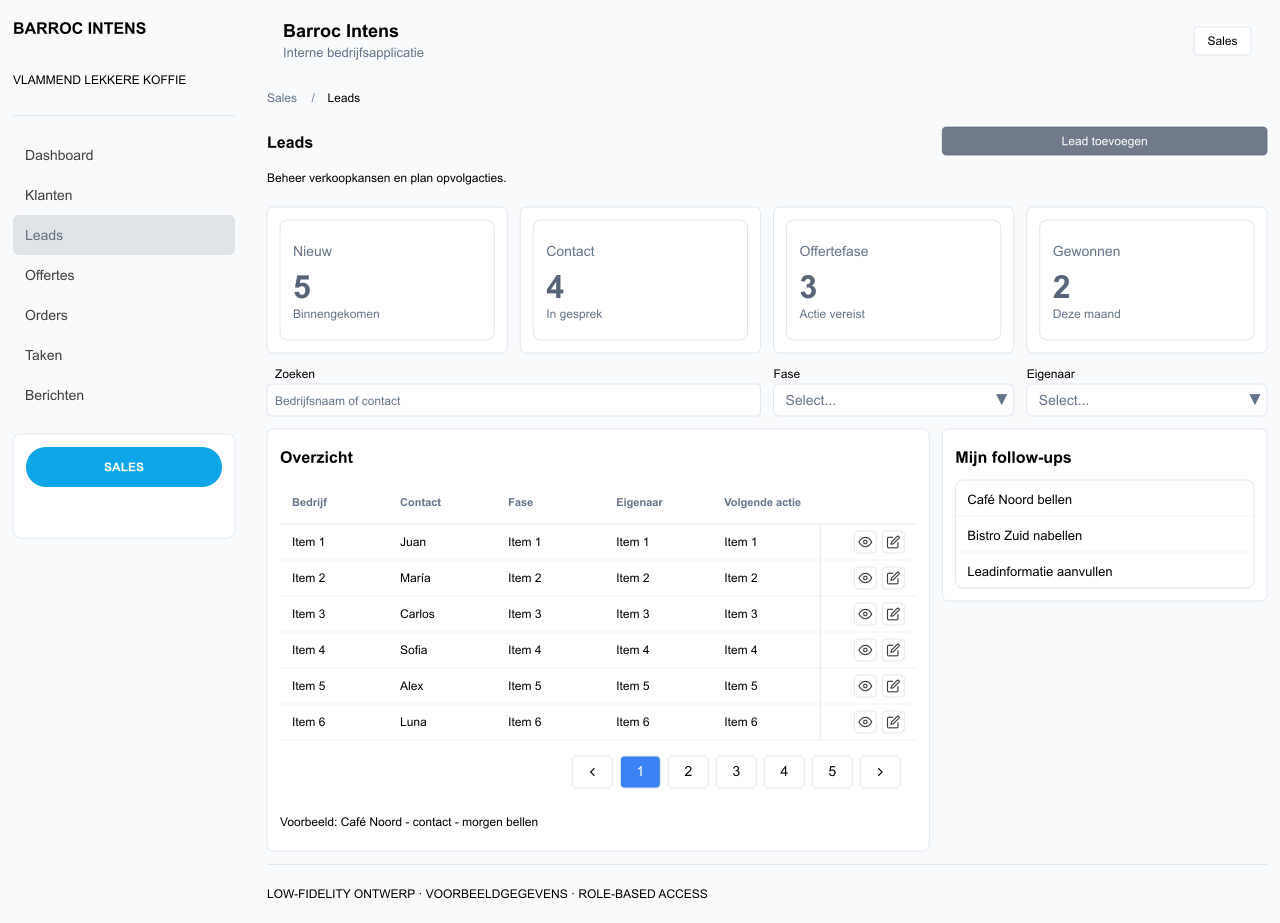 BARROC INTENS
VLAMMEND LEKKERE KOFFIE
Dashboard
Klanten
Leads
Offertes
Orders
Taken
Berichten
SALES
Barroc Intens
Interne bedrijfsapplicatie
Sales
Sales / Leads
Leads
Lead toevoegen
Beheer verkoopkansen en plan opvolgacties.
Nieuw
5
Binnengekomen
Contact
4
In gesprek
Offertefase
3
Actie vereist
Gewonnen
2
Deze maand
Zoeken
Bedrijfsnaam of contact
Fase
Select...
Eigenaar
Select...
Overzicht
Bedrijf Contact Fase Eigenaar Volgende actie
Item 1 Juan Item 1 Item 1 Item 1
Item 2 María Item 2 Item 2 Item 2
Item 3 Carlos Item 3 Item 3 Item 3
Item 4 Sofia Item 4 Item 4 Item 4
Item 5 Alex Item 5 Item 5 Item 5
Item 6 Luna Item 6 Item 6 Item 6
1 2 3 4 5
Voorbeeld: Café Noord - contact - morgen bellen
Mijn follow-ups
Café Noord bellen
Bistro Zuid nabellen
Leadinformatie aanvullen
LOW-FIDELITY ONTWERP · VOORBEELDGEGEVENS · ROLE-BASED ACCESS